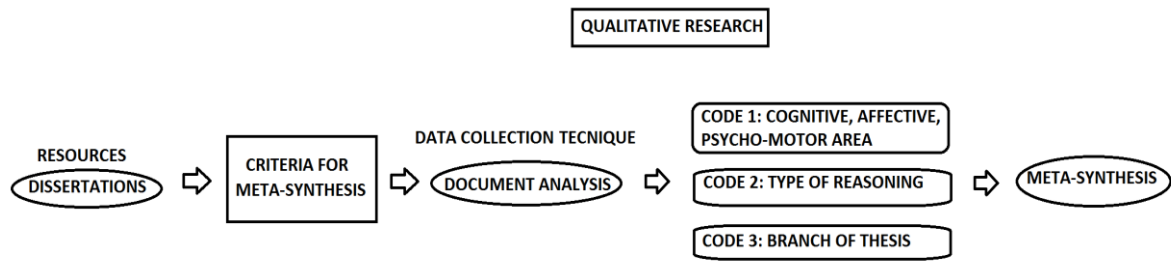 QUALITATIVE RESEARCH
RESOURCES
DISSERTATIONS
CRITERIA FOR
META-SYNTHESIS
DATA COLLECTION TECNIQUE
DOCUMENT ANALYSIS
CODE 1: COGNITIVE, AFFECTIVE,
PSYCHO-MOTOR AREA
CODE 2: TYPE OF REASONING
CODE 3: BRANCH OF THESIS
META-SYNTHESIS